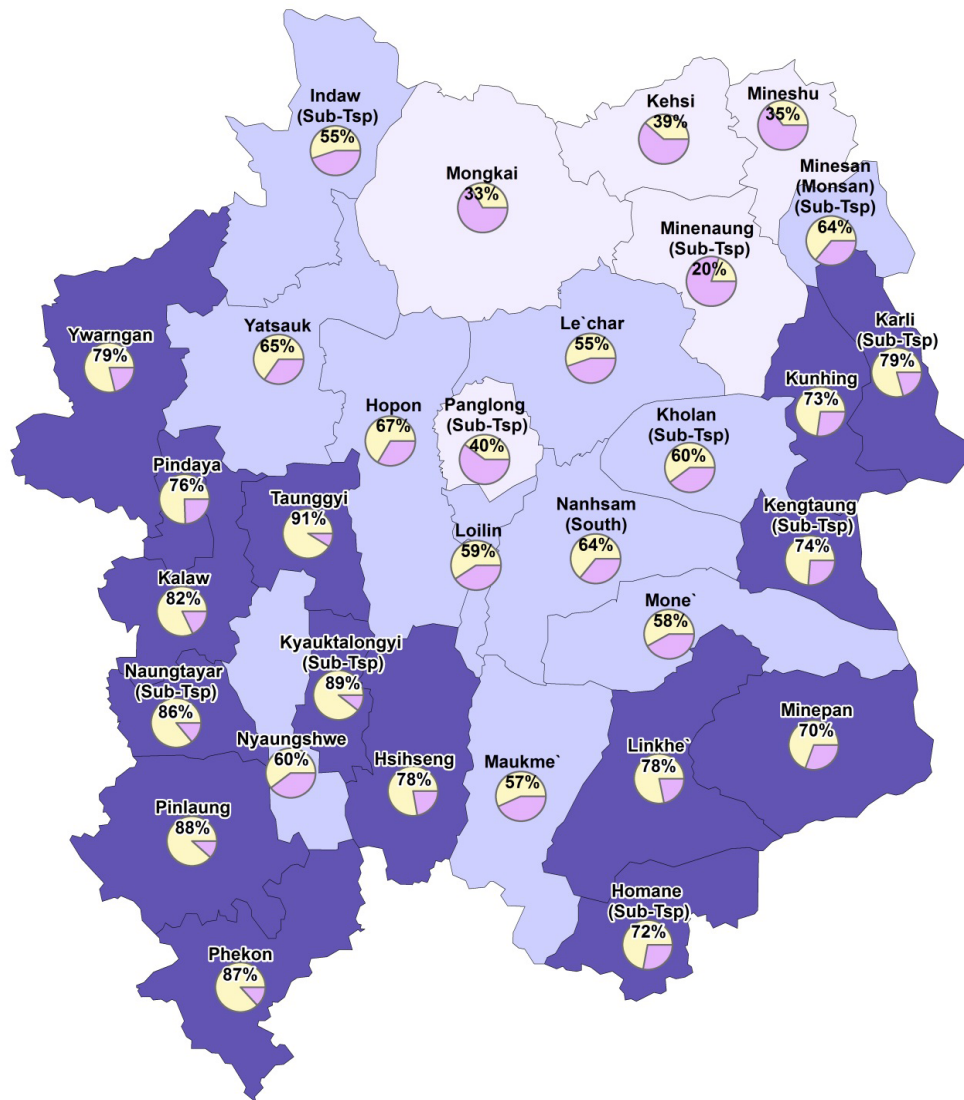 Indaw
(Sub-Tsp)
55%
Kehsi
39%
Mineshu
35%
Mongkai
33%
Minesan
(Monsan)
(Sub-Tsp)
64%
Minenaung
(Sub-Tsp)
20%
Ywarngan
79%
Yatsauk
65%
Le`char
55%
Karli
(Sub-Tsp)
79%
Kunhing
73%
Hopon
67%
Panglong
(Sub-Tsp)
40%
Kholan
(Sub-Tsp)
60%
Pindaya
76%
Taunggyi
91%
Loilin
59%
Nanhsam
(South)
64%
Kengtaung
(Sub-Tsp)
74%
Kalaw
82%
Mone`
58%
Naungtayar
(Sub-Tsp)
86%
Kyauktalongyi
(Sub-Tsp)
89%
Nyaungshwe
60%
Hsihseng
78%
Maukme`
57%
Linkhe`
78%
Minepan
70%
Pinlaung
88%
Homane
(Sub-Tsp)
72%
Phekon
87%